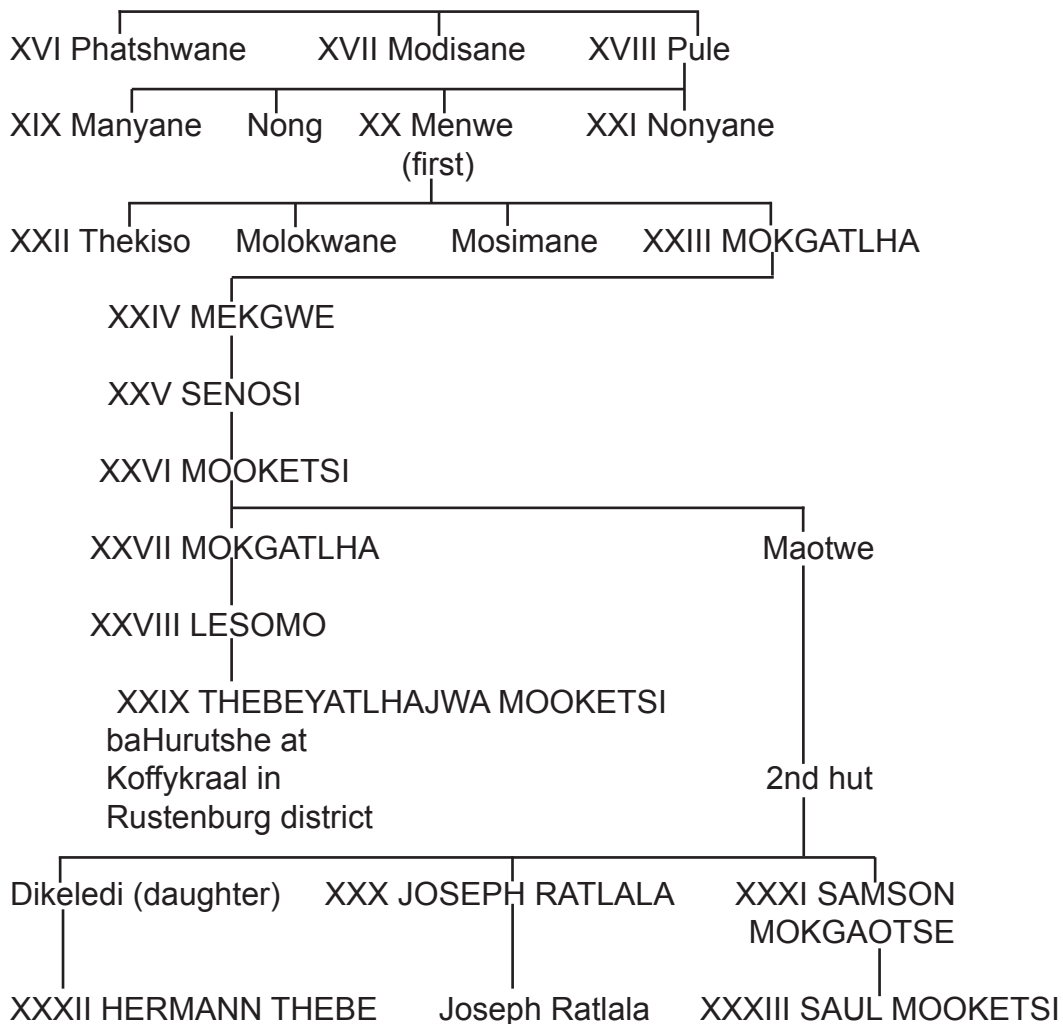 XVI Phatshwane XVII Modisane XVIII Pule
XIX Manyane Nong XX Menwe XXI Nonyane
(first)
XXII Thekiso Molokwane Mosimane XXIII MOKGATLHA
XXIV MEKGWE
XXV SENOSI
XXVI MOOKETSI
XXVII MOKGATLHA Maotwe
XXVIII LESOMO
XXIX THEBEYATLHAJWA MOOKETSI
baHurutshe at
Koffykraal in 2nd hut
Rustenburg district
Dikeledi (daughter) XXX JOSEPH RATLALA XXXI SAMSON
MOKGAOTSE
XXXII HERMANN THEBE Joseph Ratlala XXXIII SAUL MOOKETSI